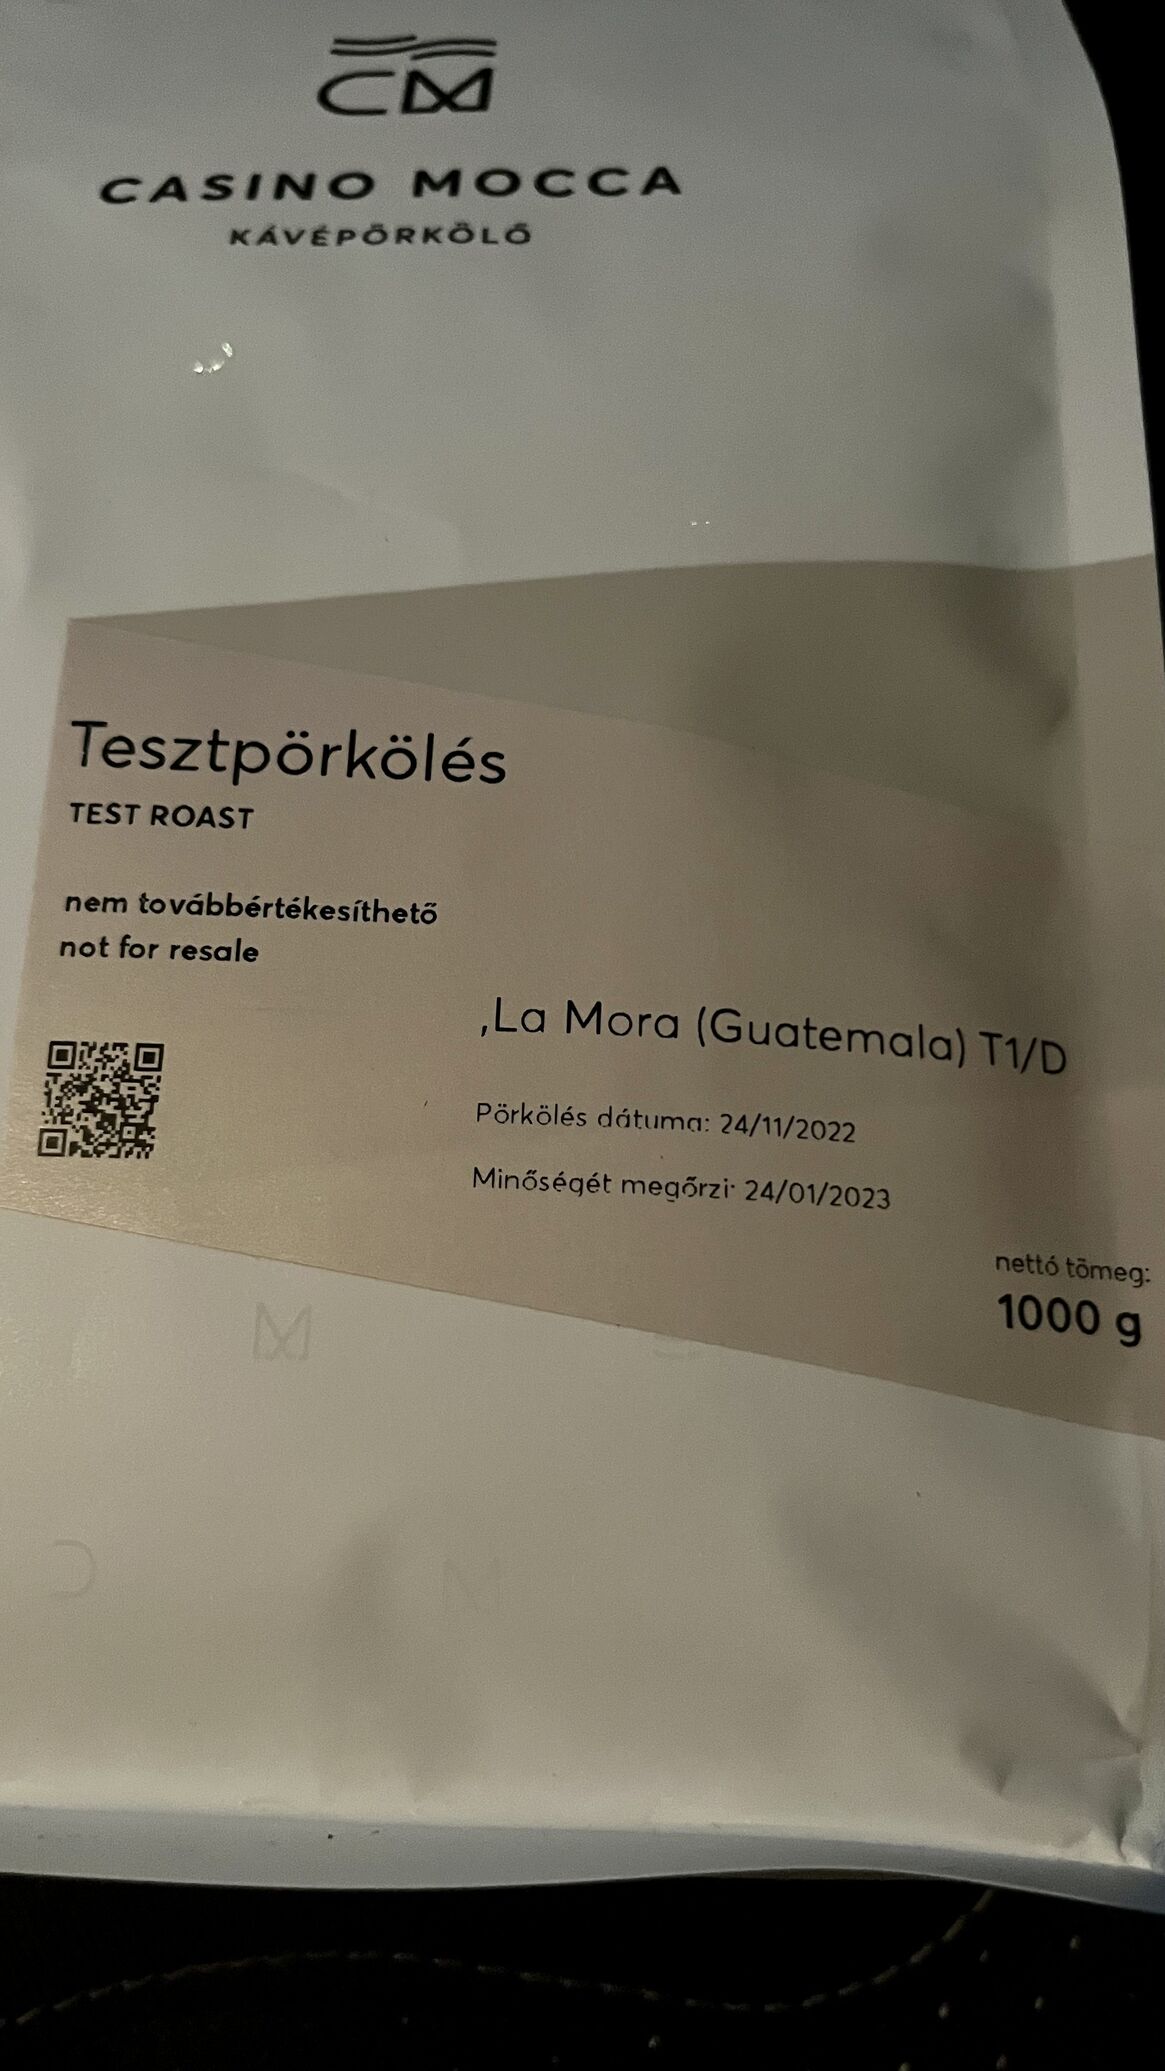 CM
CASINO MOCCA
KÁVÉPÖRKÖLŐ
Tesztpörkölés
TEST ROAST
nem továbbértékesíthető
not for resale
,La Mora (Guatemala) T1/D
Pörkölés dátuma: 24/11/2022
Minőségét megőrzi: 24/01/2023
nettó tömeg:
1000 g